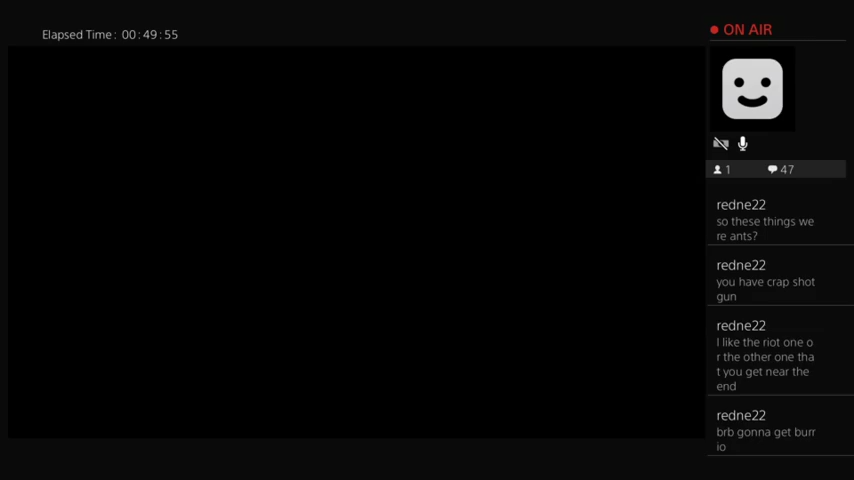 Elapsed Time: 00:49:55
ON AIR
1 47
redne22
so these things we
re ants?
redne22
you have crap shot
gun
redne22
I like the riot one o
r the other one tha
t you get near the
end
redne22
brb gonna get burr
io